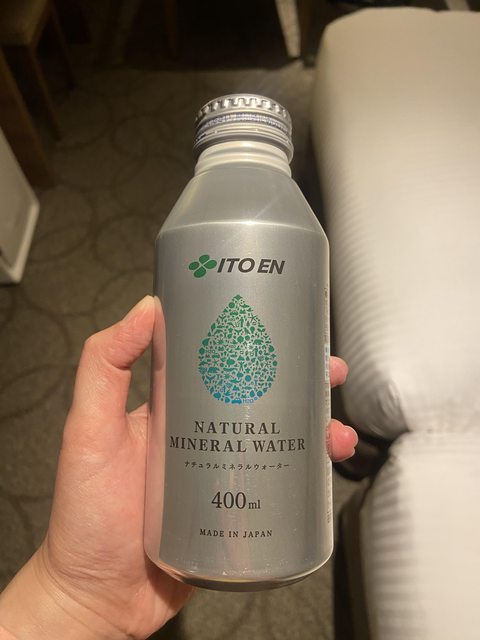 ITO EN
NATURAL
MINERAL WATER
ナチュラルミネラルウォーター
400ml
MADE IN JAPAN